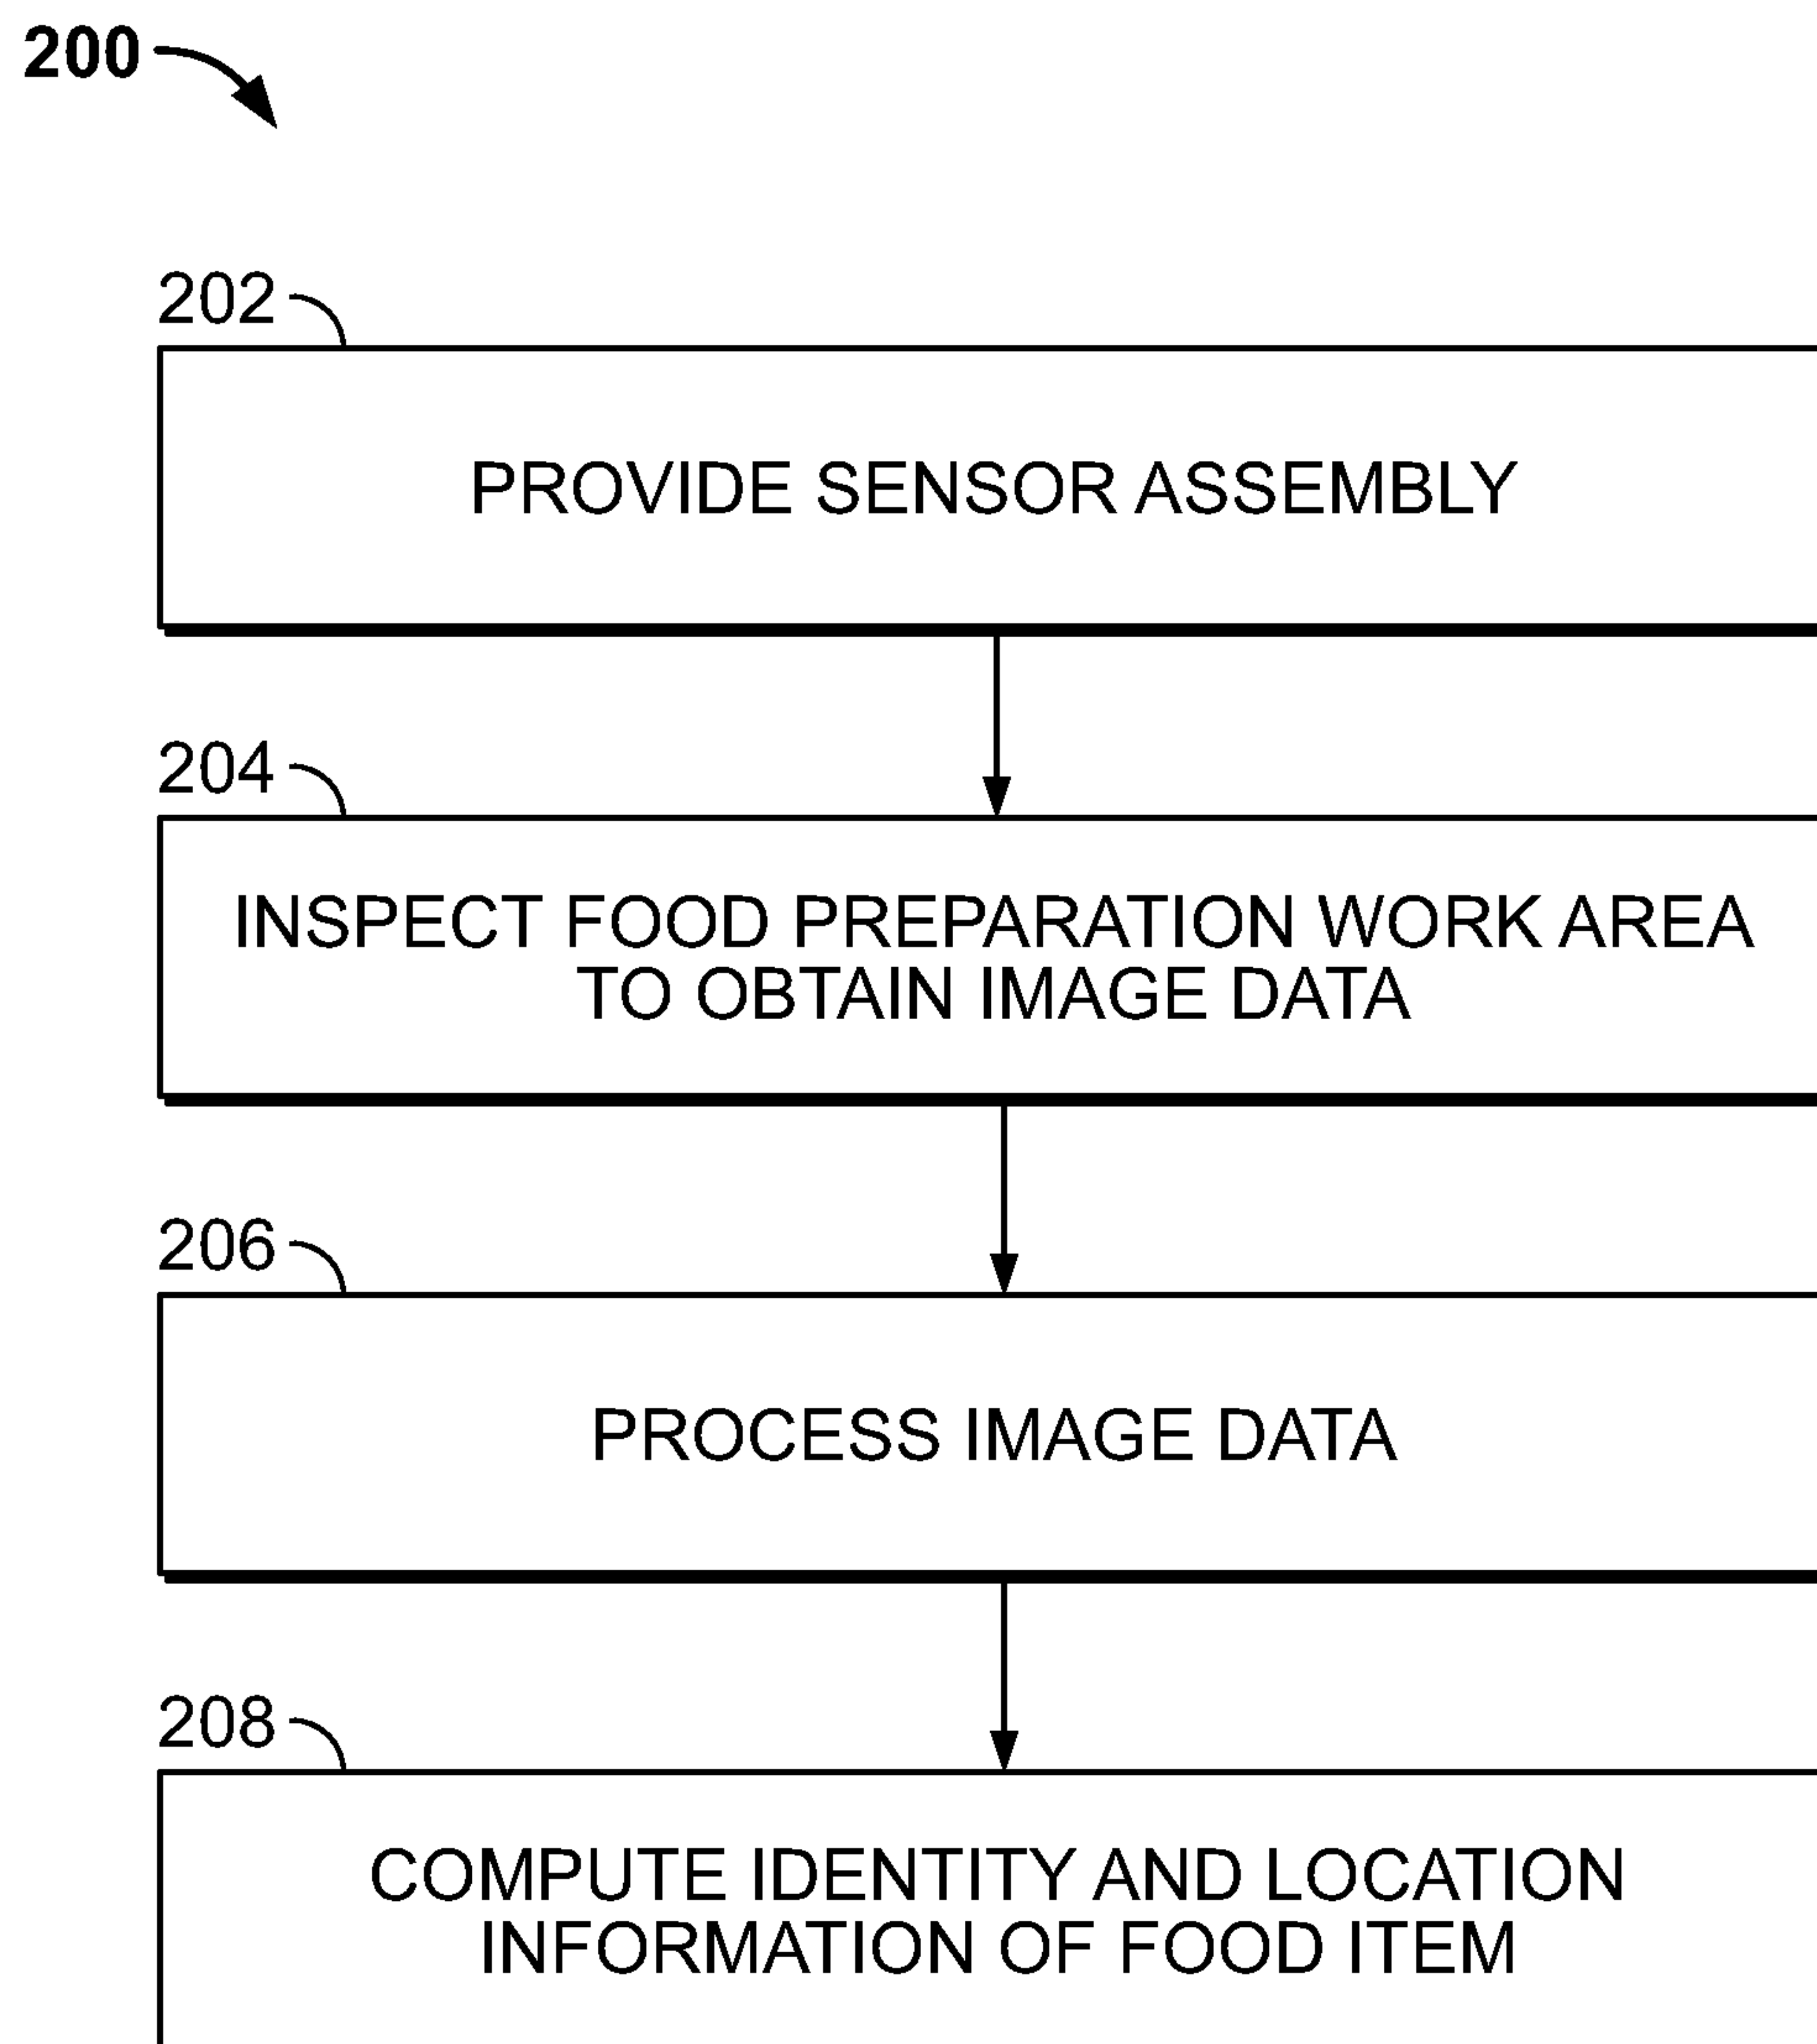 200
202
PROVIDE SENSOR ASSEMBLY
204
INSPECT FOOD PREPARATION WORK AREA
TO OBTAIN IMAGE DATA
206
PROCESS IMAGE DATA
208
COMPUTE IDENTITY AND LOCATION
INFORMATION OF FOOD ITEM